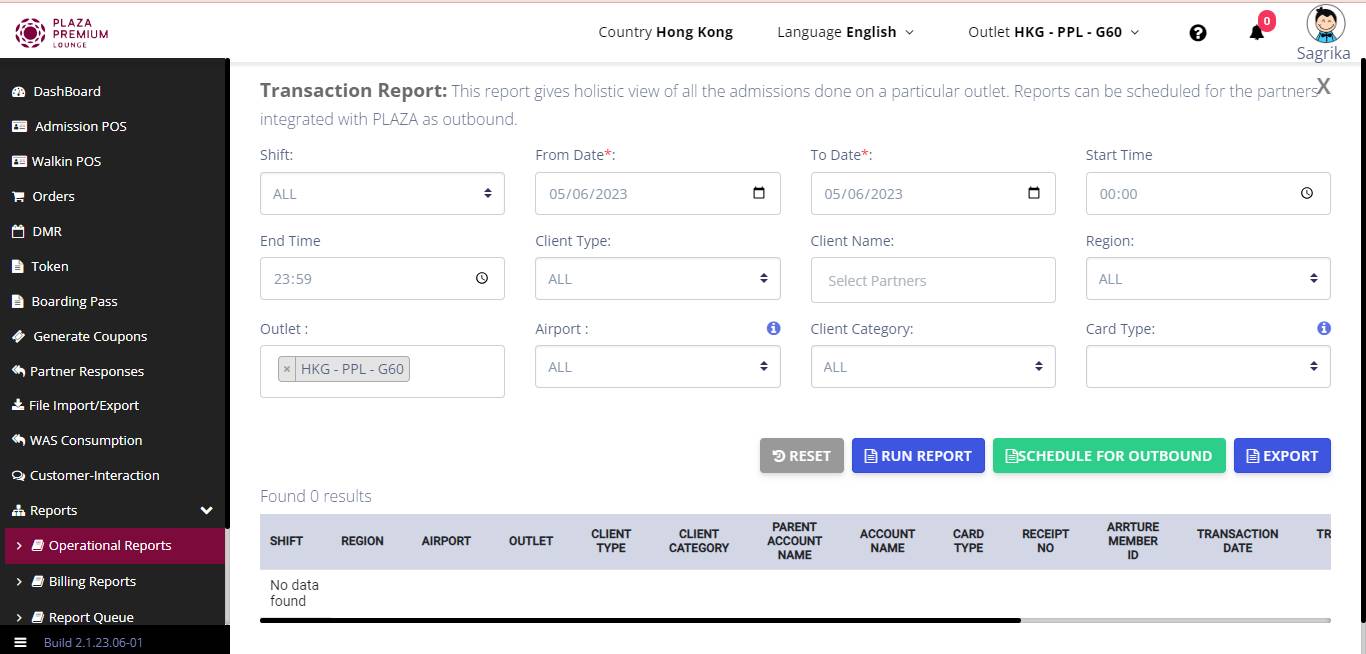 PLAZA
PREMIUM
LOUNGE
Country Hong Kong
Language English
Outlet HKG - PPL - G60
0
Sagrika
DashBoard
Admission POS
Walkin POS
Orders
DMR
Token
Boarding Pass
Generate Coupons
Partner Responses
File Import/Export
WAS Consumption
Customer-Interaction
Reports
Operational Reports
Billing Reports
Report Queue
Build 2.1.23.06-01
Transaction Report: This report gives holistic view of all the admissions done on a particular outlet. Reports can be scheduled for the partners
integrated with PLAZA as outbound.
X
Shift:
From Date*:
To Date*:
Start Time
ALL
05/06/2023
05/06/2023
00:00
End Time
Client Type:
Client Name:
Region:
23:59
ALL
Select Partners
ALL
Outlet :
Airport :
Client Category:
Card Type:
× HKG - PPL - G60
ALL
ALL
RESET
RUN REPORT
SCHEDULE FOR OUTBOUND
EXPORT
Found 0 results
SHIFT
REGION
AIRPORT
OUTLET
CLIENT
TYPE
CLIENT
CATEGORY
PARENT
ACCOUNT
NAME
ACCOUNT
NAME
CARD
TYPE
RECEIPT
NO
ARRTURE
MEMBER
ID
TRANSACTION
DATE
TR
No data
found